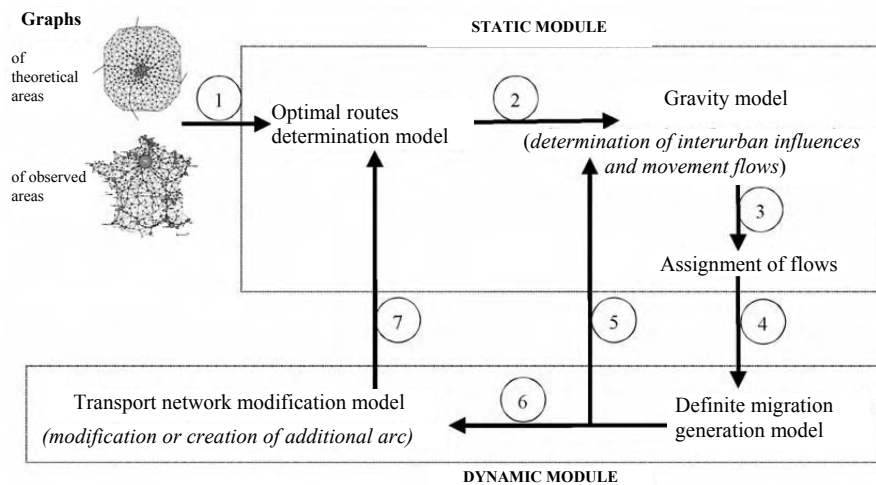 Graphs
of
theoretical
areas
of observed
areas
STATIC MODULE
1
Optimal routes
determination model
2
Gravity model
(determination of interurban influences
and movement flows)
3
Assignment of flows
7
5
4
Transport network modification model
(modification or creation of additional arc)
6
Definite migration
generation model
DYNAMIC MODULE